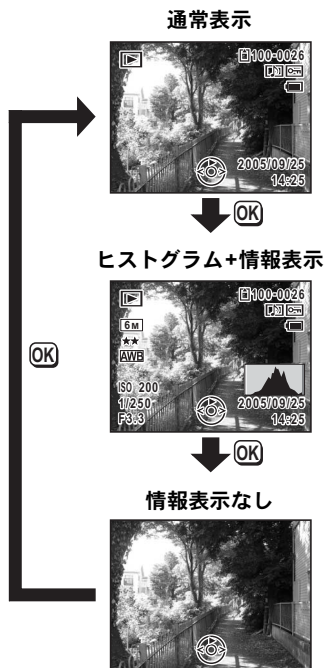 通常表示
100-0026
2005/09/25
14:25
OK
ヒストグラム+情報表示
100-0026
6M
★★
AWB
ISO 200
1/250
F3.3
2005/09/25
14:25
OK
OK
情報表示なし